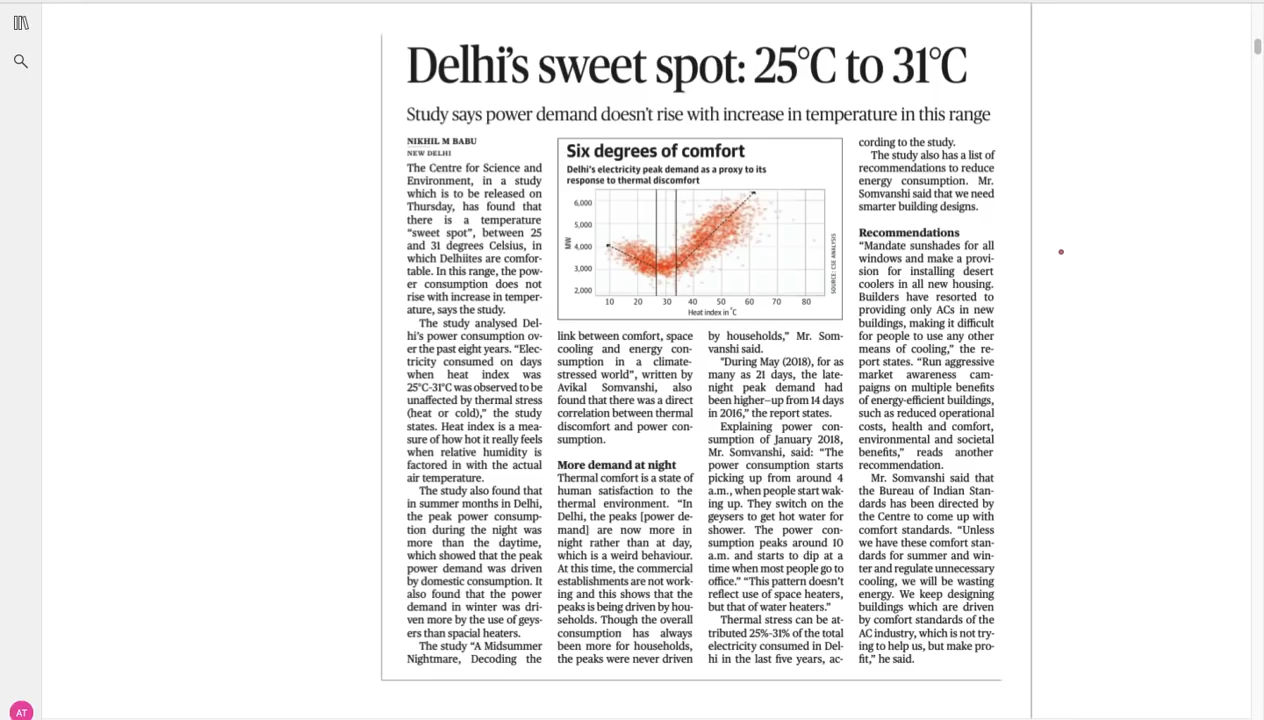 Delhi's sweet spot: 25°C to 31°C
Study says power demand doesn't rise with increase in temperature in this range
NIKHIL M BABU
NEW DELHI
The Centre for Science and
Environment, in a study
which is to be released on
Thursday, has found that
there is a temperature
“sweet spot”, between 25
and 31 degrees Celsius, in
which Delhiites are comfor-
table. In this range, the pow-
er consumption does not
rise with increase in temper-
ature, says the study.
The study analysed Del-
hi’s power consumption ov-
er the past eight years. “Elec-
tricity consumed on days
when heat index was
25°C-31°C was observed to be
unaffected by thermal stress
(heat or cold),” the study
states. Heat index is a mea-
sure of how hot it really feels
when relative humidity is
factored in with the actual
air temperature.
The study also found that
in summer months in Delhi,
the peak power consump-
tion during the night was
more than the daytime,
which showed that the peak
power demand was driven
by domestic consumption. It
also found that the power
demand in winter was dri-
ven more by the use of geys-
ers than spacial heaters.
The study “A Midsummer
Nightmare, Decoding the
Six degrees of comfort
Delhi's electricity peak demand as a proxy to its
response to thermal discomfort
6,000
5,000
4,000
3,000
2,000
MW
10 20 30 40 50 60 70 80
Heat index in °C
SOURCE: CSE ANALYSIS
link between comfort, space
cooling and energy con-
sumption in a climate-
stressed world”, written by
Avikal Somvanshi, also
found that there was a direct
correlation between thermal
discomfort and power con-
sumption.
More demand at night
Thermal comfort is a state of
human satisfaction to the
thermal environment. “In
Delhi, the peaks [power de-
mand] are now more in
night rather than at day,
which is a weird behaviour.
At this time, the commercial
establishments are not work-
ing and this shows that the
peaks is being driven by hou-
seholds. Though the overall
consumption has always
been more for households,
the peaks were never driven
by households,” Mr. Som-
vanshi said.
"During May (2018), for as
many as 21 days, the late-
night peak demand had
been higher—up from 14 days
in 2016,” the report states.
Explaining power con-
sumption of January 2018,
Mr. Somvanshi, said: “The
power consumption starts
picking up from around 4
a.m., when people start wak-
ing up. They switch on the
geysers to get hot water for
shower. The power con-
sumption peaks around 10
a.m. and starts to dip at a
time when most people go to
office.” “This pattern doesn’t
reflect use of space heaters,
but that of water heaters.”
Thermal stress can be at-
tributed 25%-31% of the total
electricity consumed in Del-
hi in the last five years, ac-
cording to the study.
The study also has a list of
recommendations to reduce
energy consumption. Mr.
Somvanshi said that we need
smarter building designs.
Recommendations
“Mandate sunshades for all
windows and make a provi-
sion for installing desert
coolers in all new housing.
Builders have resorted to
providing only ACs in new
buildings, making it difficult
for people to use any other
means of cooling,” the re-
port states. “Run aggressive
market awareness cam-
paigns on multiple benefits
of energy-efficient buildings,
such as reduced operational
costs, health and comfort,
environmental and societal
benefits,” reads another
recommendation.
Mr. Somvanshi said that
the Bureau of Indian Stan-
dards has been directed by
the Centre to come up with
comfort standards. “Unless
we have these comfort stan-
dards for summer and win-
ter and regulate unnecessary
cooling, we will be wasting
energy. We keep designing
buildings which are driven
by comfort standards of the
AC industry, which is not try-
ing to help us, but make pro-
fit,” he said.
AT